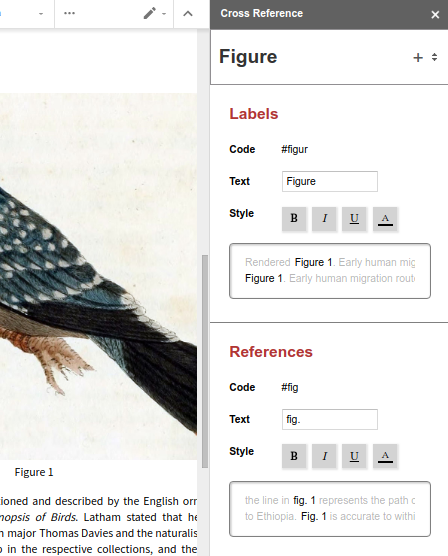 Cross Reference ×
Figure +
Labels
Code #figur
Text Figure
Style B I U A
Rendered Figure 1. Early human mig
Figure 1. Early human migration route
References
Code #fig
Text fig.
Style B I U A
the line in fig. 1 represents the path o
to Ethiopia. Fig. 1 is accurate to withi
Figure 1
ioned and described by the English orr
nopsis of Birds. Latham stated that he
n major Thomas Davies and the naturalis
o in the respective collections, and the